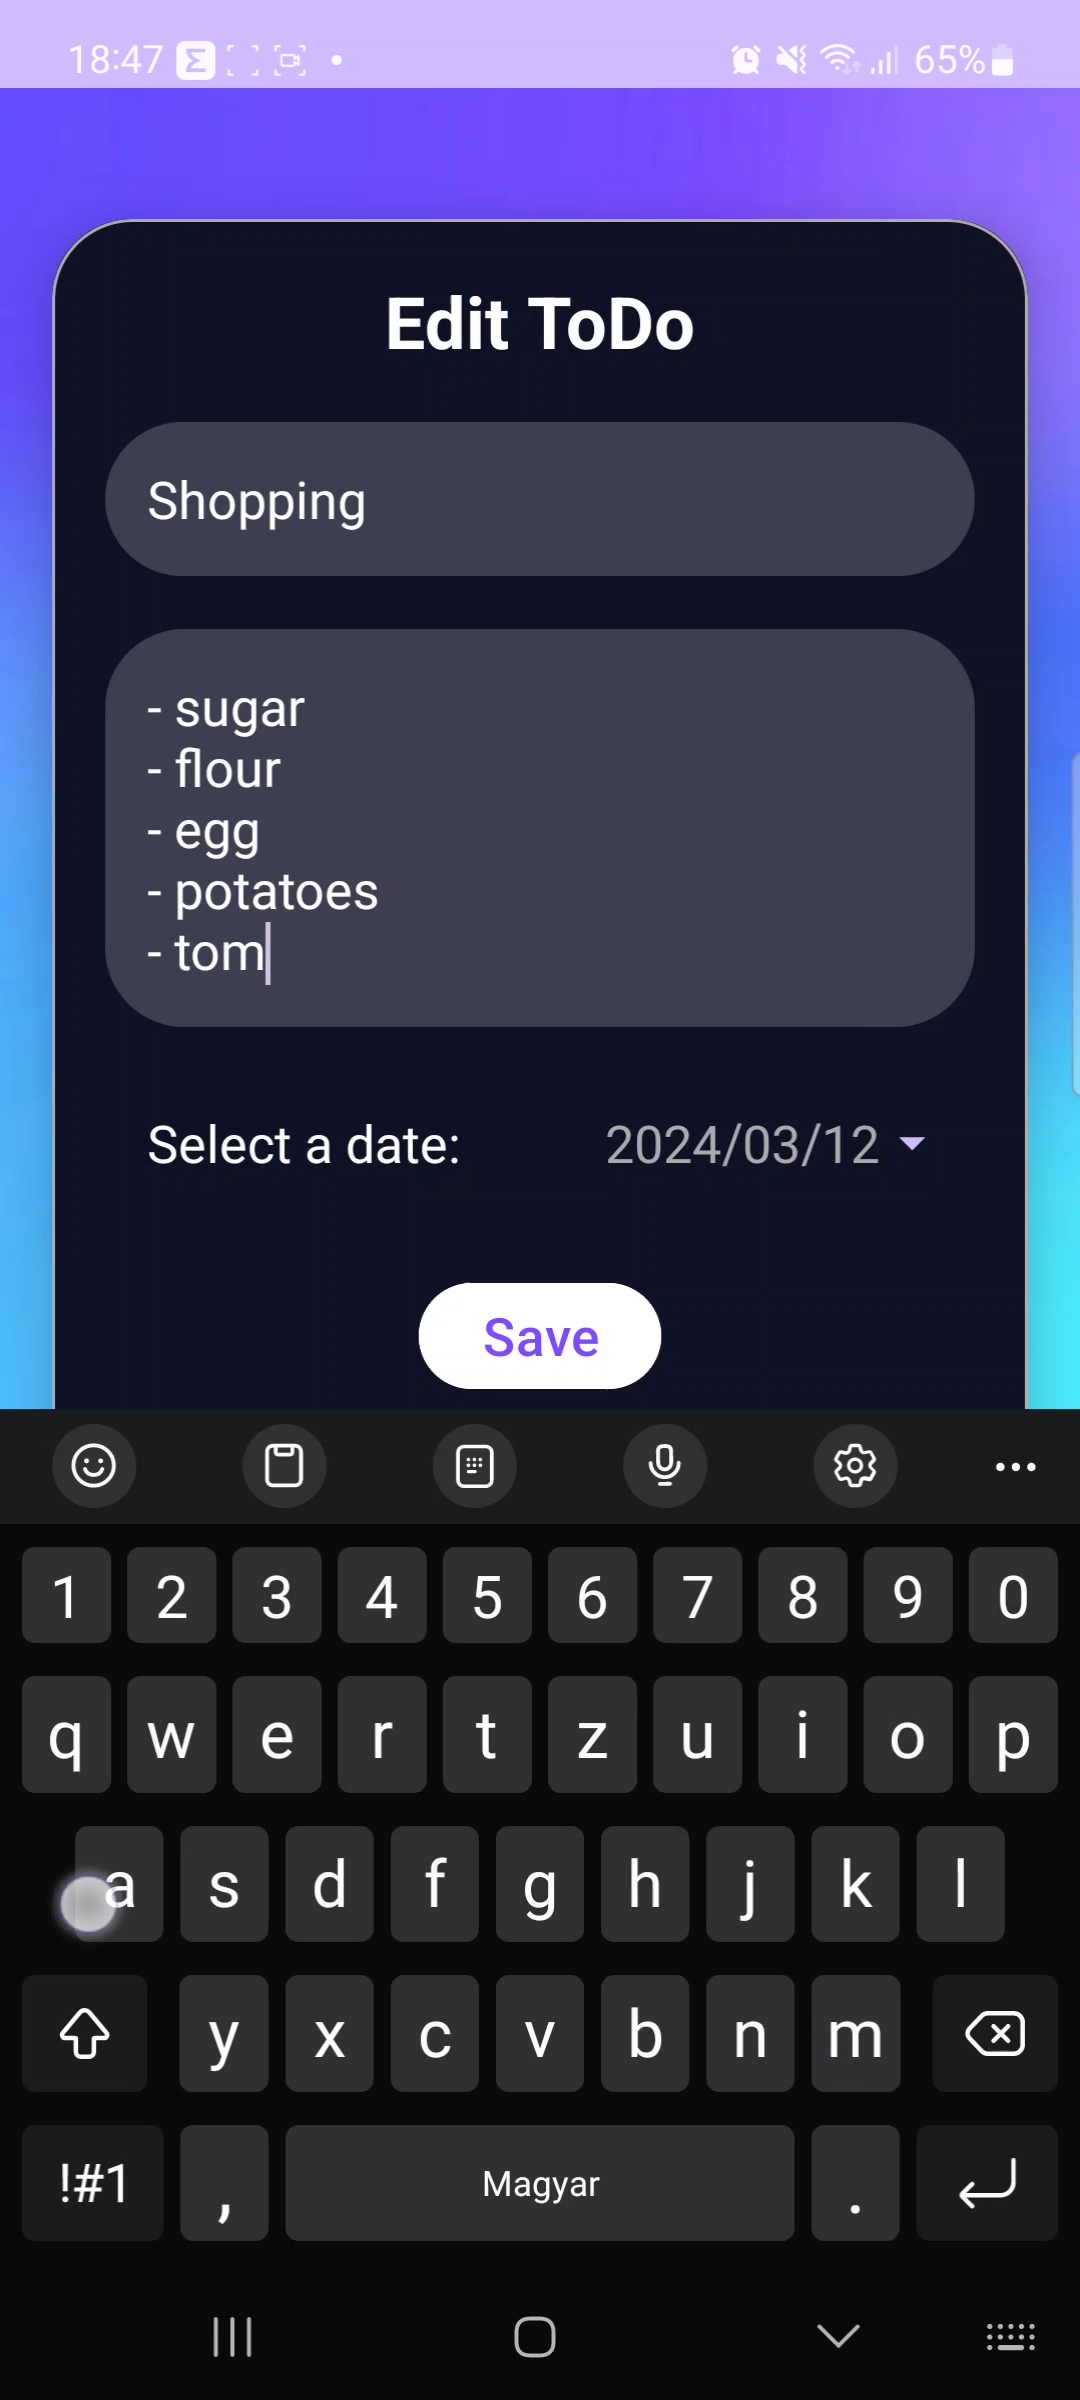 18:47 65%
Edit ToDo
Shopping
- sugar
- flour
- egg
- potatoes
- tom
Select a date: 2024/03/12
Save
1 2 3 4 5 6 7 8 9 0
q w e r t z u i o p
a s d f g h j k l
y x c v b n m
!#1 , Magyar .